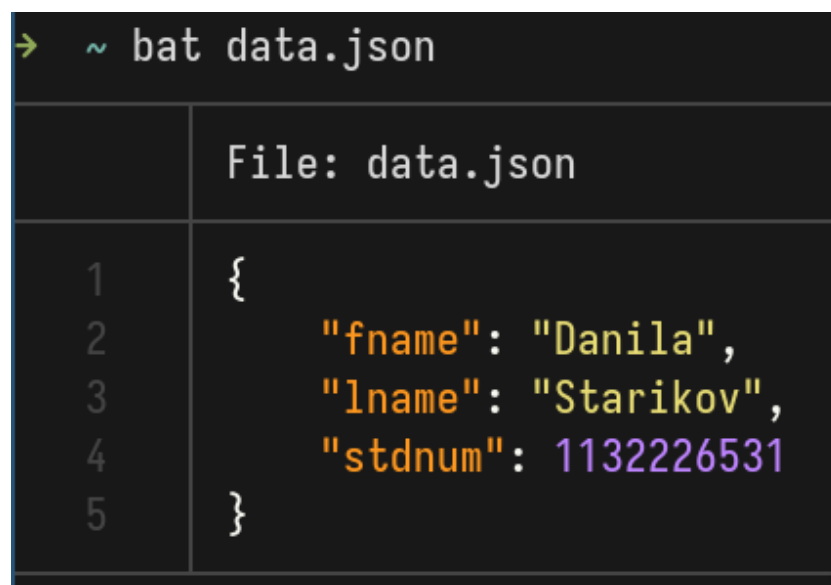 → ~ bat data.json
File: data.json
1 {
2 "fname": "Danila",
3 "lname": "Starikov",
4 "stdnum": 1132226531
5 }